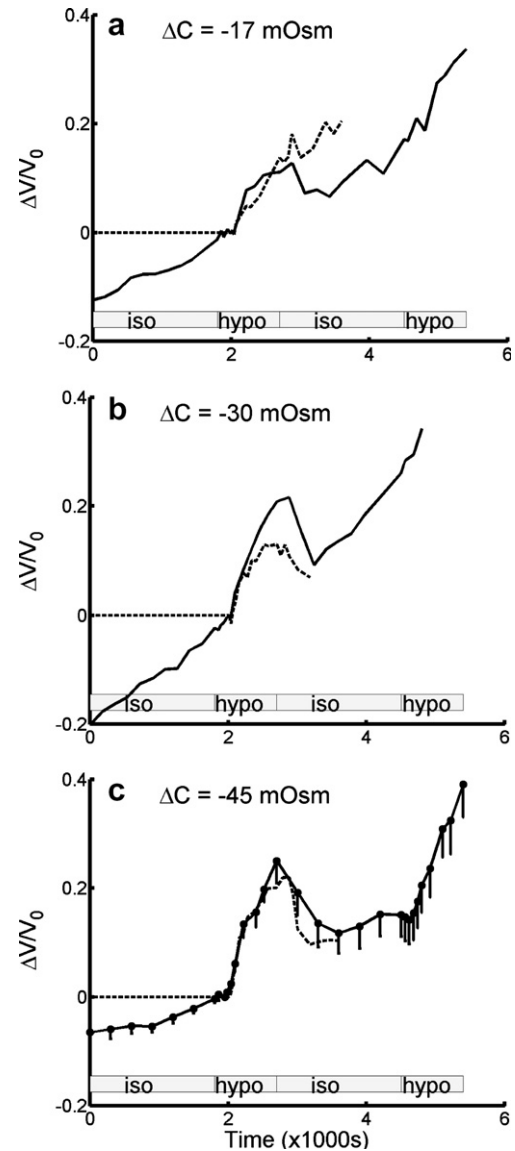 a ΔC = -17 mOsm
0.4
0.2
0
-0.2
ΔV/V0
iso hypo iso hypo
0 2 4 6
b ΔC = -30 mOsm
0.4
0.2
0
-0.2
ΔV/V0
iso hypo iso hypo
0 2 4 6
c ΔC = -45 mOsm
0.4
0.2
0
-0.2
ΔV/V0
iso hypo iso hypo
0 2 4 6
Time (x1000s)